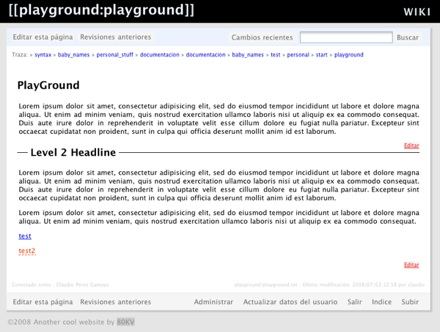 [[playground:playground]]
WIKI
Editar esta página Revisiones anteriores Cambios recientes Buscar
Traza: » syntax » baby_names » personal_stuff » documentacion » documentacion » baby_names » test » personal » start » playground
PlayGround
Lorem ipsum dolor sit amet, consectetur adipisicing elit, sed do eiusmod tempor incididunt ut labore et dolore magna
aliqua. Ut enim ad minim veniam, quis nostrud exercitation ullamco laboris nisi ut aliquip ex ea commodo consequat.
Duis aute irure dolor in reprehenderit in voluptate velit esse cillum dolore eu fugiat nulla pariatur. Excepteur sint
occaecat cupidatat non proident, sunt in culpa qui officia deserunt mollit anim id est laborum.
Editar
Level 2 Headline
Lorem ipsum dolor sit amet, consectetur adipisicing elit, sed do eiusmod tempor incididunt ut labore et dolore magna
aliqua. Ut enim ad minim veniam, quis nostrud exercitation ullamco laboris nisi ut aliquip ex ea commodo consequat.
Duis aute irure dolor in reprehenderit in voluptate velit esse cillum dolore eu fugiat nulla pariatur. Excepteur sint
occaecat cupidatat non proident, sunt in culpa qui officia deserunt mollit anim id est laborum.
Lorem ipsum dolor sit amet, consectetur adipisicing elit, sed do eiusmod tempor incididunt ut labore et dolore magna
aliqua. Ut enim ad minim veniam, quis nostrud exercitation ullamco laboris nisi ut aliquip ex ea commodo consequat.
test
test2
Editar
Conectado como : Claudio Perez Gamayo playground/playground.txt · Última modificación: 2008/07/03 12:18 por claudio
Editar esta página Revisiones anteriores Administrar Actualizar datos del usuario Salir Indice Subir
©2008 Another cool website by